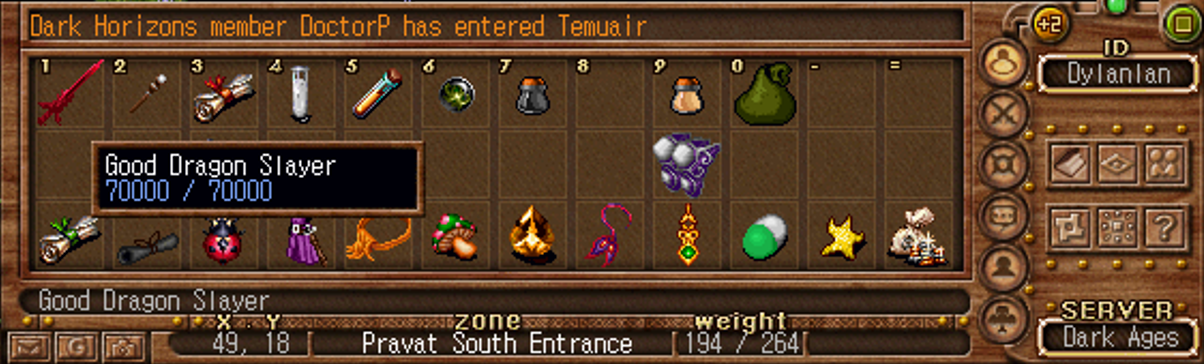 Dark Horizons member DoctorP has entered Temuair
+2
ID
Dylanlan
1 2 3 4 5 6 7 8 9 0 - =
Good Dragon Slayer
70000 / 70000
?
Good Dragon Slayer
X . Y zone weight
49, 18 Pravat South Entrance 194 / 264
G
SERVER
Dark Ages